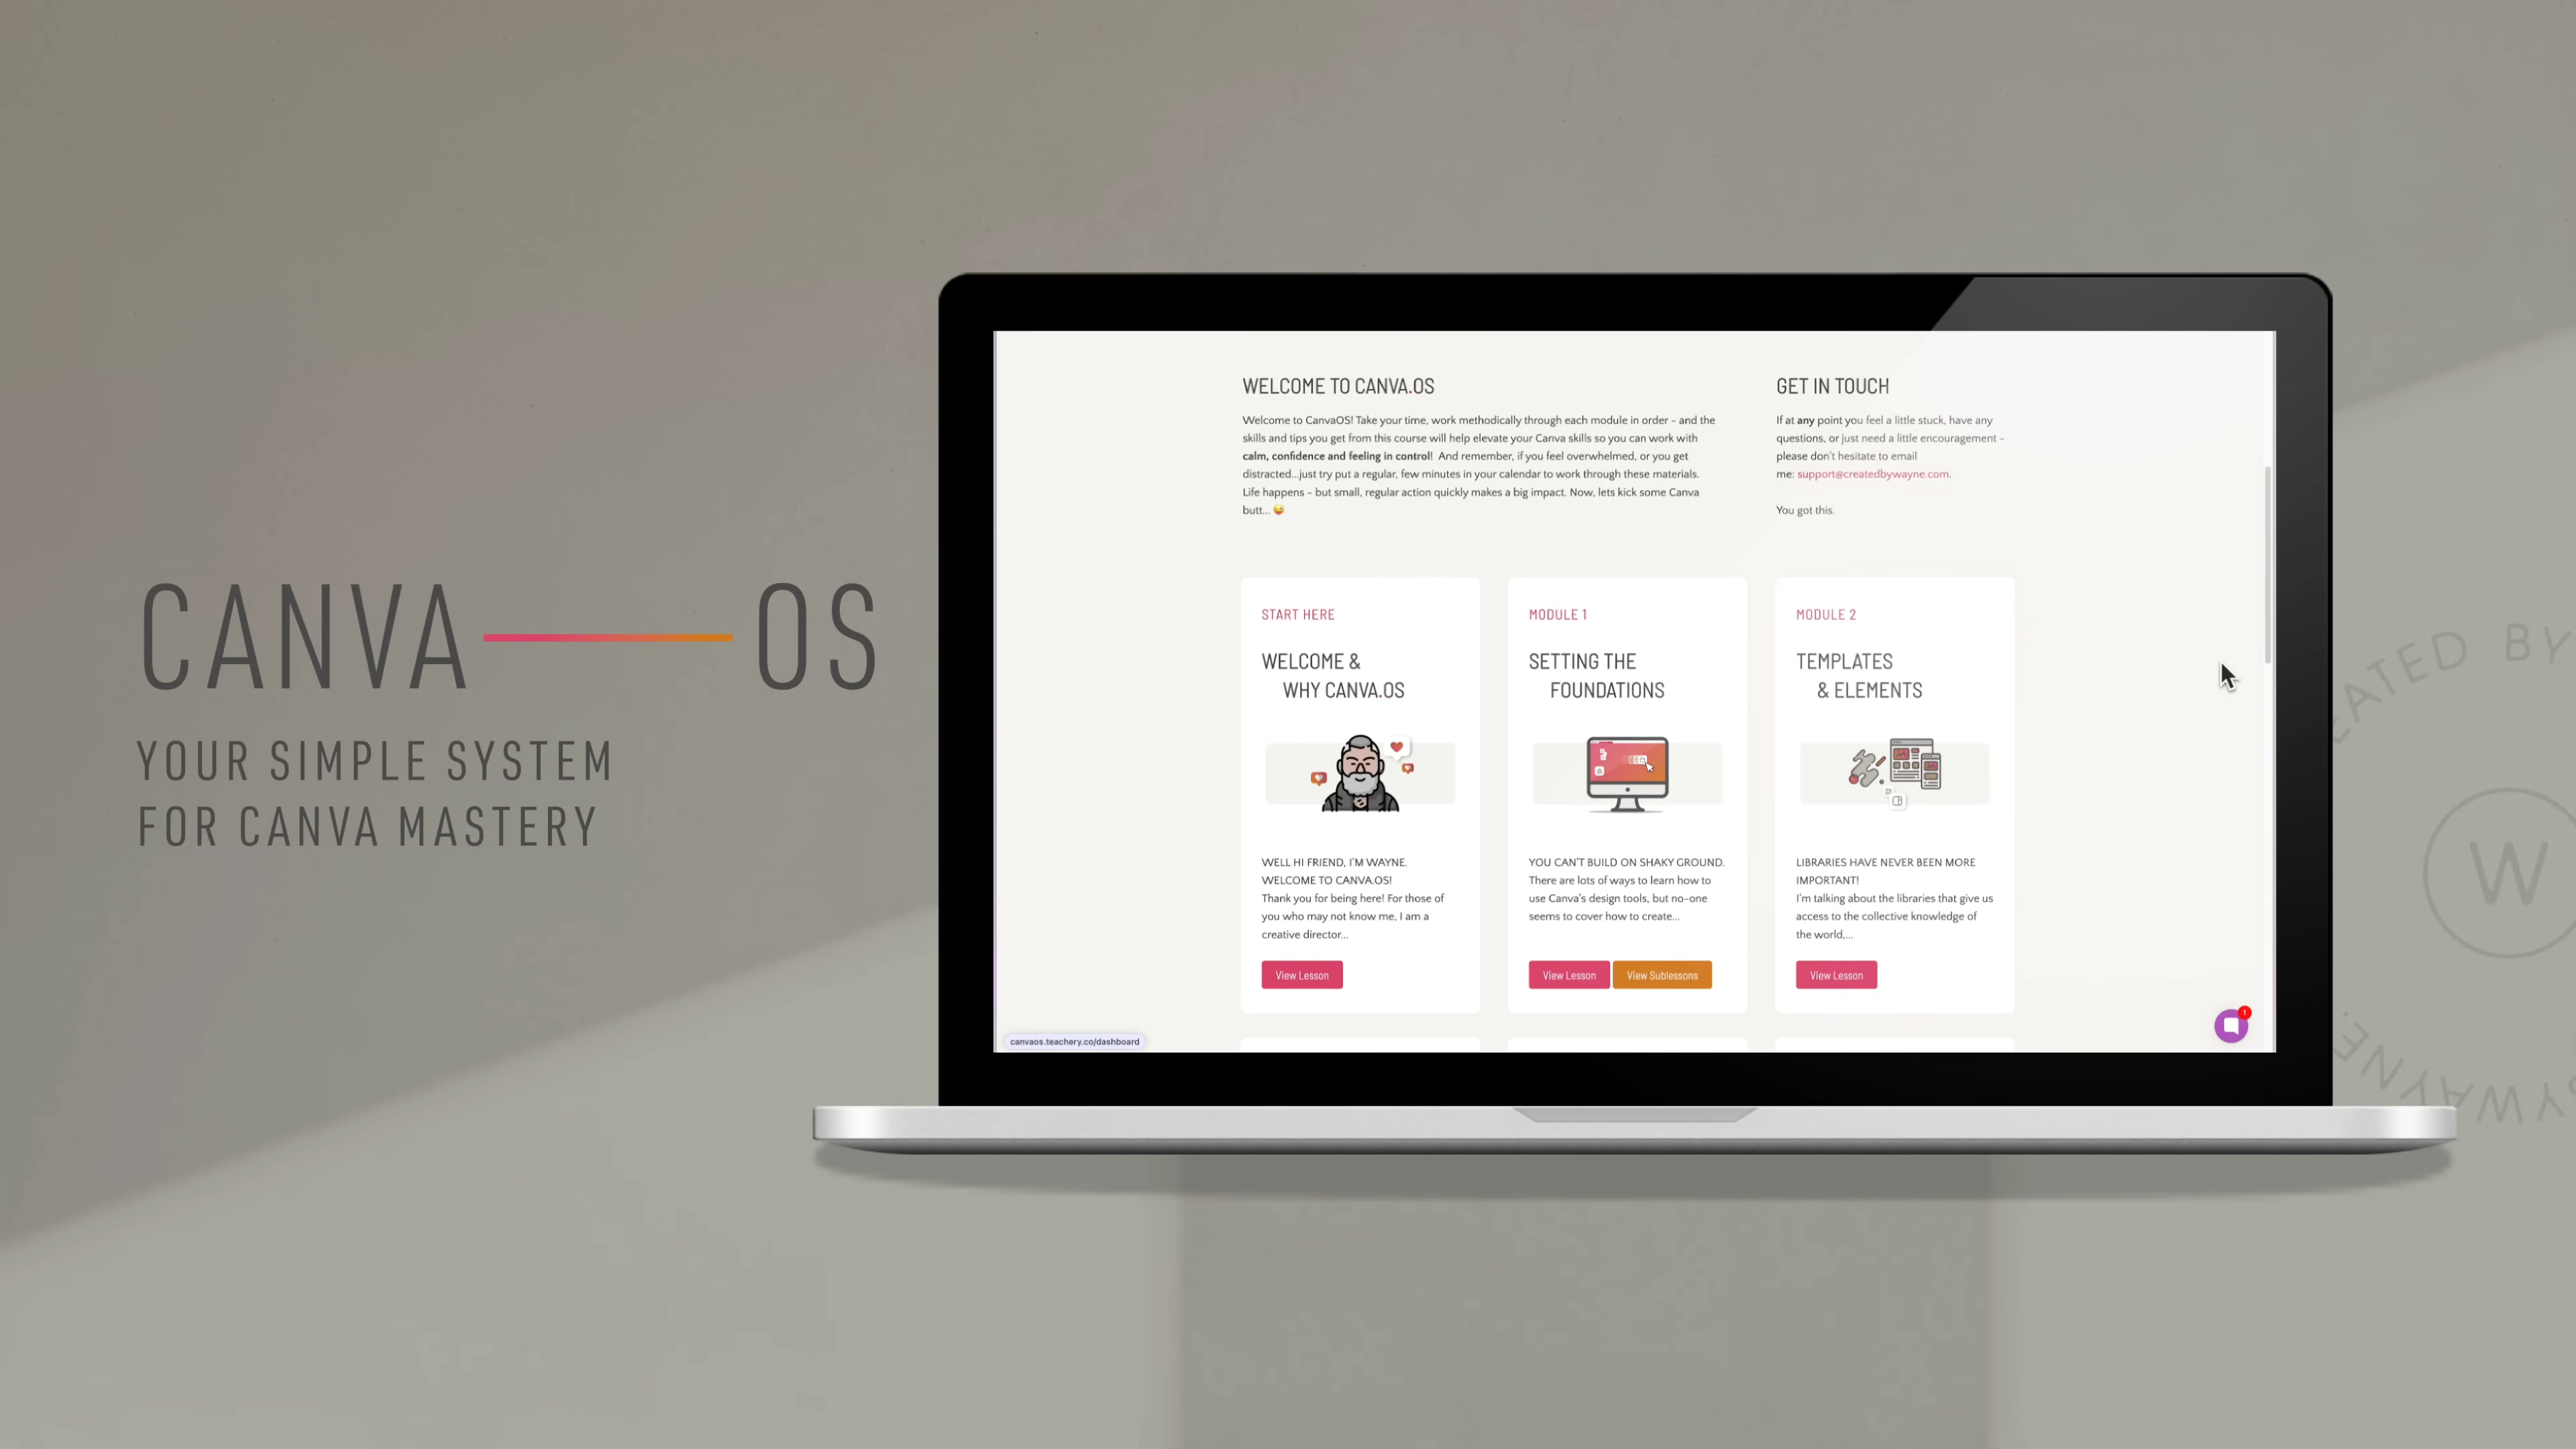 CANVA OS
YOUR SIMPLE SYSTEM
FOR CANVA MASTERY
WELCOME TO CANVA.OS
Welcome to CanvaOS! Take your time, work methodically through each module in order - and the
skills and tips you get from this course will help elevate your Canva skills so you can work with
calm, confidence and feeling in control! And remember, if you feel overwhelmed, or you get
distracted...just try put a regular, few minutes in your calendar to work through these materials.
Life happens - but small, regular action quickly makes a big impact. Now, lets kick some Canva
butt... 😜
GET IN TOUCH
If at any point you feel a little stuck, have any
questions, or just need a little encouragement -
please don't hesitate to email
me: support@createdbywayne.com.
You got this.
START HERE
WELCOME &
WHY CANVA.OS
WELL HI FRIEND, I'M WAYNE.
WELCOME TO CANVA.OS!
Thank you for being here! For those of
you who may not know me, I am a
creative director...
View Lesson
MODULE 1
SETTING THE
FOUNDATIONS
YOU CAN'T BUILD ON SHAKY GROUND.
There are lots of ways to learn how to
use Canva's design tools, but no-one
seems to cover how to create...
View Lesson View Sublessons
MODULE 2
TEMPLATES
& ELEMENTS
LIBRARIES HAVE NEVER BEEN MORE
IMPORTANT!
I'm talking about the libraries that give us
access to the collective knowledge of
the world,...
View Lesson
1
canvaos.teachery.co/dashboard
EATED BY
W
YWAYNE.